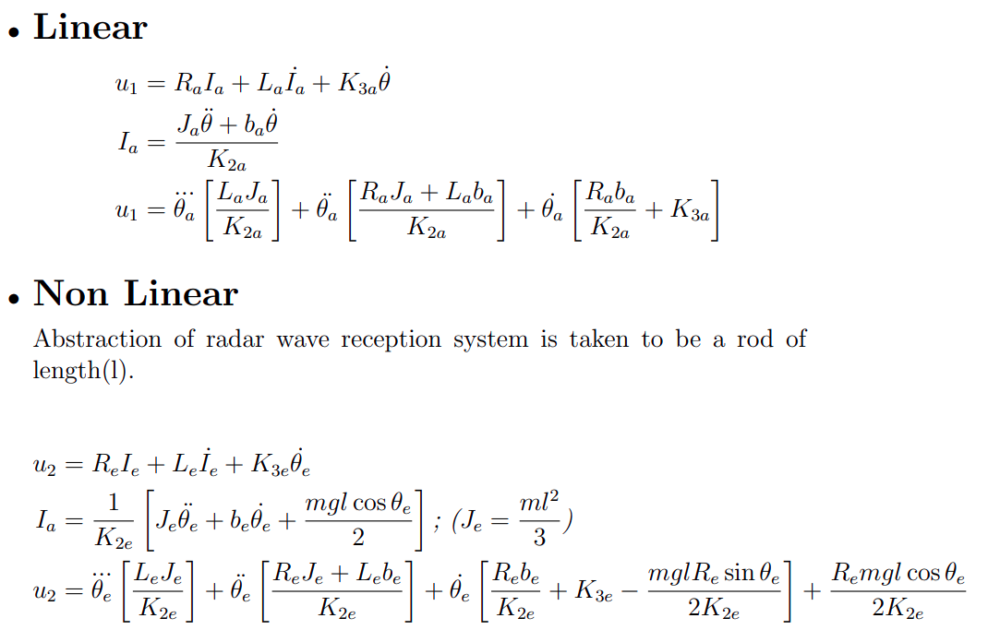 • Linear
$u_1 = R_a I_a + L_a \dot{I}_a + K_{3a} \dot{\theta}$
$I_a = \frac{J_a \ddot{\theta} + b_a \dot{\theta}}{K_{2a}}$
$u_1 = \dddot{\theta}_a \left[ \frac{L_a J_a}{K_{2a}} \right] + \ddot{\theta}_a \left[ \frac{R_a J_a + L_a b_a}{K_{2a}} \right] + \dot{\theta}_a \left[ \frac{R_a b_a}{K_{2a}} + K_{3a} \right]$
• Non Linear
Abstraction of radar wave reception system is taken to be a rod of
length(l).
$u_2 = R_e I_e + L_e \dot{I}_e + K_{3e} \dot{\theta}_e$
$I_a = \frac{1}{K_{2e}} \left[ J_e \ddot{\theta}_e + b_e \dot{\theta}_e + \frac{mgl \cos \theta_e}{2} \right] ; (J_e = \frac{ml^2}{3})$
$u_2 = \dddot{\theta}_e \left[ \frac{L_e J_e}{K_{2e}} \right] + \ddot{\theta}_e \left[ \frac{R_e J_e + L_e b_e}{K_{2e}} \right] + \dot{\theta}_e \left[ \frac{R_e b_e}{K_{2e}} + K_{3e} - \frac{mgl R_e \sin \theta_e}{2K_{2e}} \right] + \frac{R_e mgl \cos \theta_e}{2K_{2e}}$